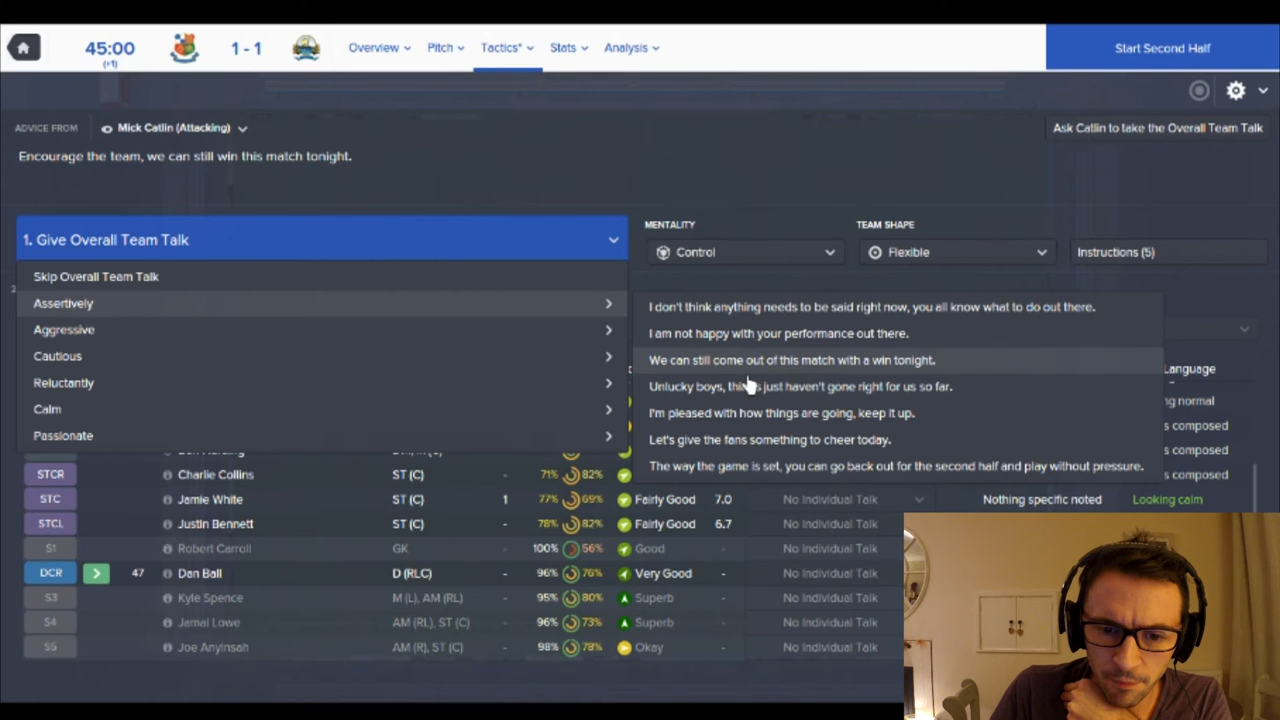 45:00
(+1)
1 - 1
Overview
Pitch
Tactics*
Stats
Analysis
Start Second Half
ADVICE FROM
Mick Catlin (Attacking)
Ask Catlin to take the Overall Team Talk
Encourage the team, we can still win this match tonight.
1. Give Overall Team Talk
MENTALITY
Control
TEAM SHAPE
Flexible
Instructions (5)
Skip Overall Team Talk
Assertively
Aggressive
Cautious
Reluctantly
Calm
Passionate
I don't think anything needs to be said right now, you all know what to do out there.
I am not happy with your performance out there.
We can still come out of this match with a win tonight.
Unlucky boys, things just haven't gone right for us so far.
I'm pleased with how things are going, keep it up.
Let's give the fans something to cheer today.
The way the game is set, you can go back out for the second half and play without pressure.
Language
normal
composed
composed
STCR Charlie Collins ST (C) - 71% 82% composed
STC Jamie White ST (C) 1 77% 69% Fairly Good 7.0 No Individual Talk Nothing specific noted Looking calm
STCL Justin Bennett ST (C) - 78% 82% Fairly Good 6.7 No Individual Talk
S1 Robert Carroll GK - 100% 56% Good - No Individual Talk
DCR 47 Dan Ball D (RLC) - 96% 76% Very Good - No Individual Talk
S3 Kyle Spence M (L), AM (RL) - 95% 80% Superb - No Individual Talk
S4 Jamal Lowe AM (RL), ST (C) - 96% 73% Superb - No Individual Talk
S5 Joe Anyinsah AM (R), ST (C) - 98% 78% Okay - No Individual Talk